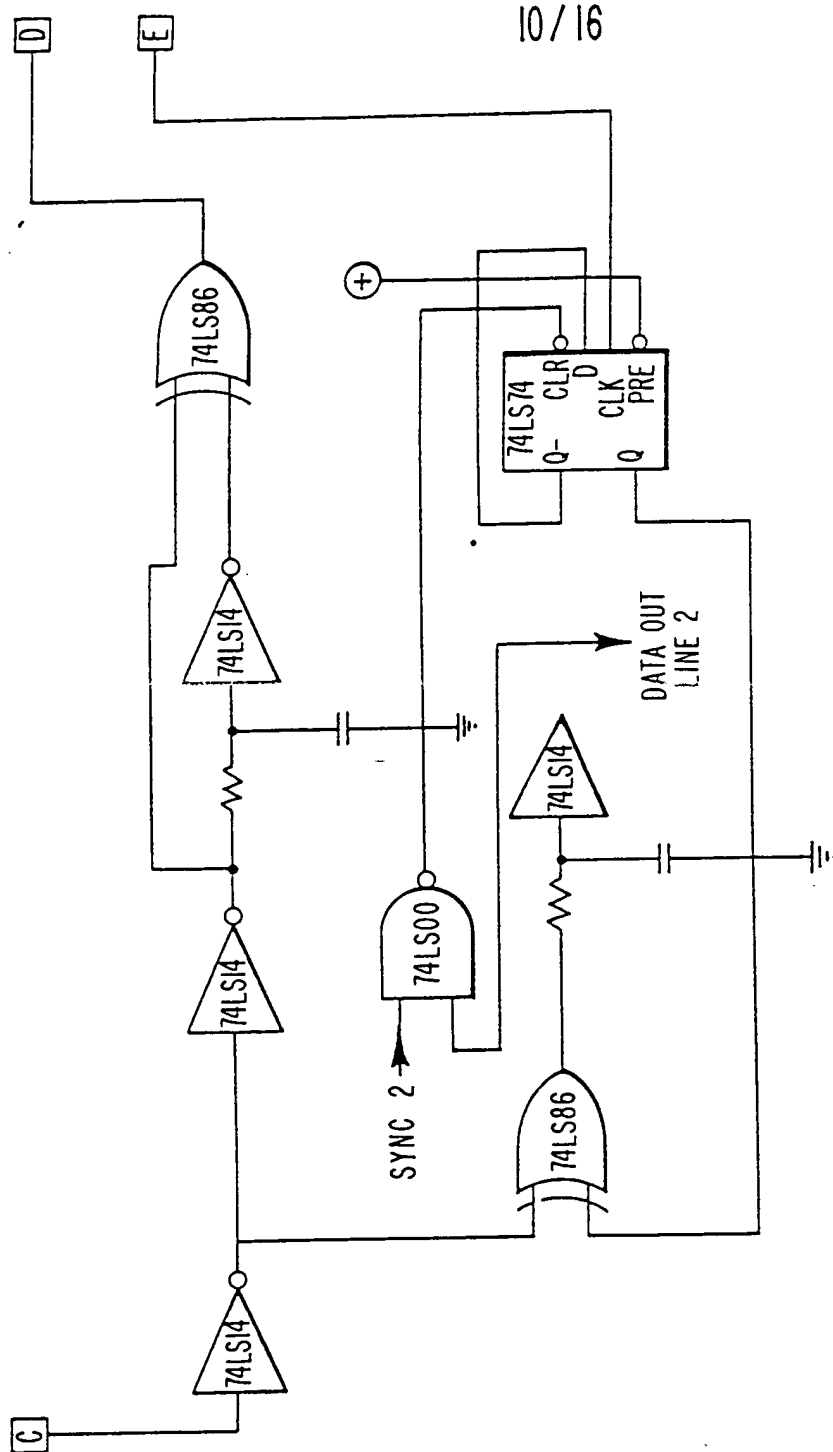 10/16
C
D
E
74LS14
74LS14
74LS14
74LS86
SYNC 2
74LS00
74LS86
74LS14
DATA OUT
LINE 2
74LS74
Q-
CLR
D
CLK
Q
PRE
+